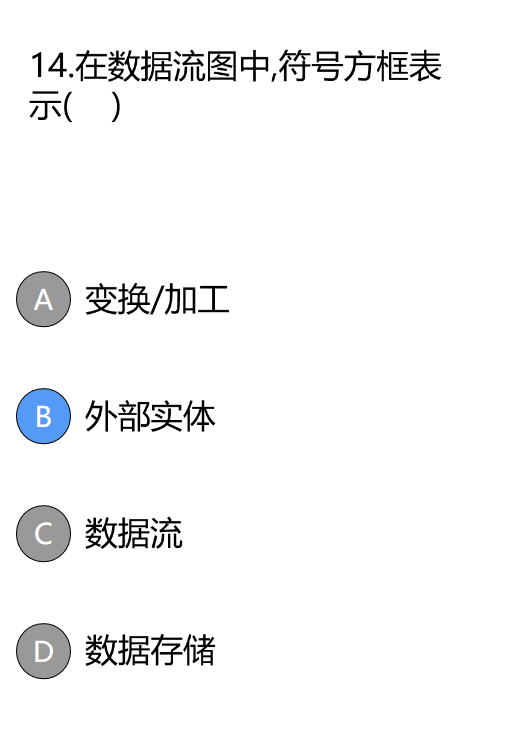 14.在数据流图中,符号方框表
示(    )
A 变换/加工
B 外部实体
C 数据流
D 数据存储